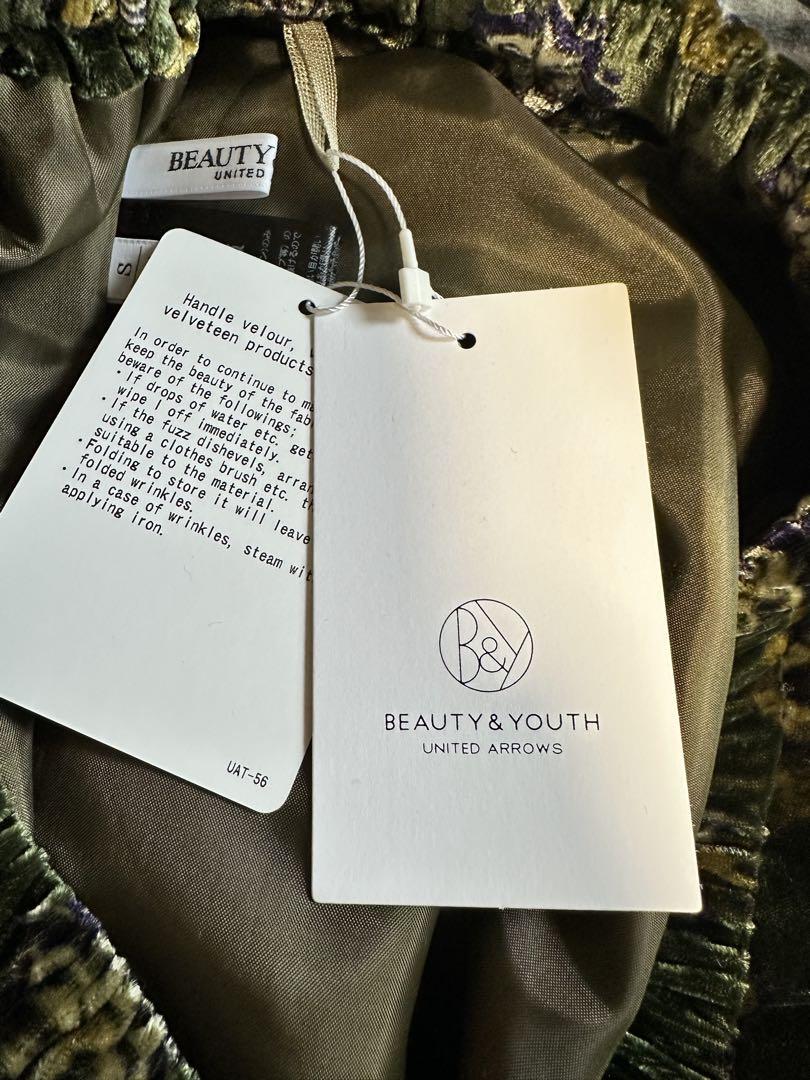 BEAUTY
UNITED
S
Handle velour,
velveteen products
In order to continue to
keep the beauty of the
beware of the followings;
・If drops of water etc. get
wipe l off immediately.
・If the fuzz dishevels,
using a clothes brush etc.
suitable to the material.
・Folding to store it will leave
folded wrinkles.
・In a case of wrinkles, steam
applying iron.
UAT-56
B&Y
BEAUTY&YOUTH
UNITED ARROWS